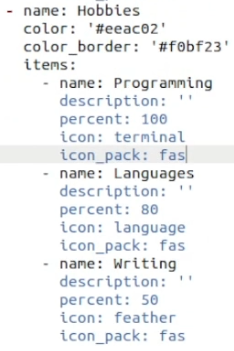 - name: Hobbies
  color: '#eeac02'
  color_border: '#f0bf23'
  items:
    - name: Programming
      description: ''
      percent: 100
      icon: terminal
      icon_pack: fas
    - name: Languages
      description: ''
      percent: 80
      icon: language
      icon_pack: fas
    - name: Writing
      description: ''
      percent: 50
      icon: feather
      icon_pack: fas